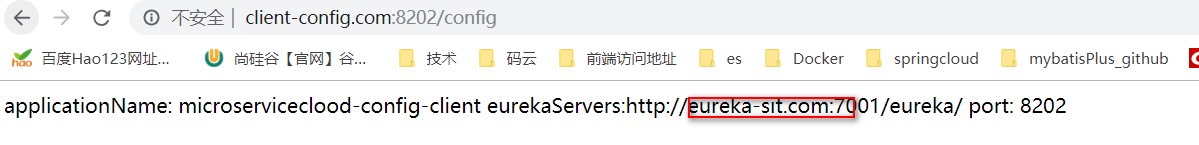 不安全 | client-config.com:8202/config
hao 百度Hao123网址... 尚硅谷【官网】谷... 技术 码云 前端访问地址 es Docker springcloud mybatisPlus_github
applicationName: microservicecloud-config-client eurekaServers:http://eureka-sit.com:7001/eureka/ port: 8202